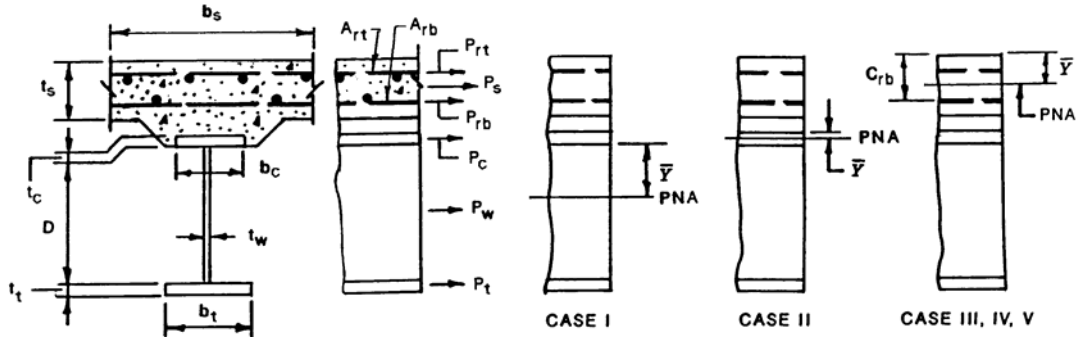 b_s
A_rt
A_rb
P_rt
t_s
P_s
P_rb
P_c
b_c
t_c
D
t_w
P_w
t_t
P_t
b_t
Y̅
PNA
CASE I
PNA
Y̅
CASE II
C_rb
Y̅
PNA
CASE III, IV, V